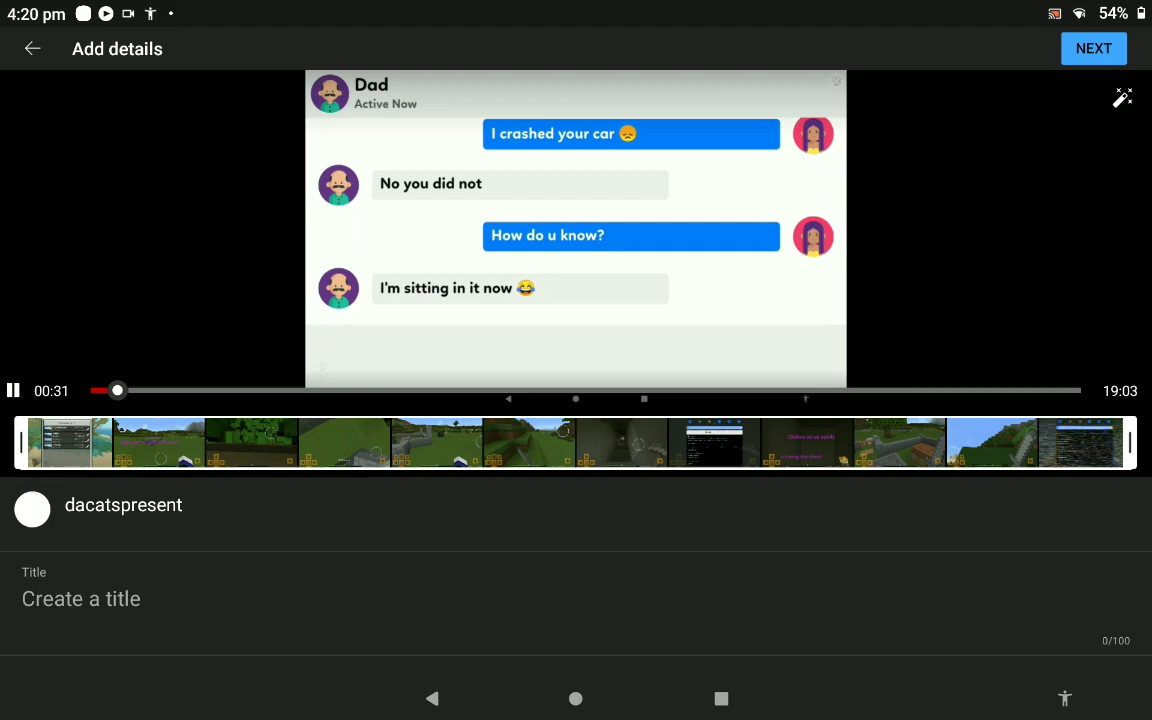 4:20 pm
54%
Add details
NEXT
Dad
Active Now
I crashed your car 😞
No you did not
How do u know?
I'm sitting in it now 😂
00:31
19:03
dacatspresent
Title
Create a title
0/100